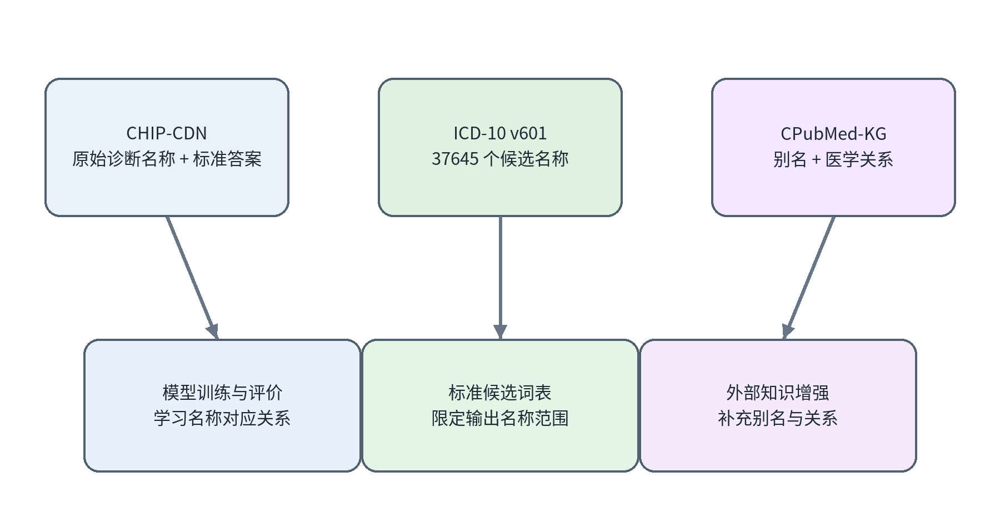 CHIP-CDN
原始诊断名称 + 标准答案
ICD-10 v601
37645 个候选名称
CPubMed-KG
别名 + 医学关系
模型训练与评价
学习名称对应关系
标准候选词表
限定输出名称范围
外部知识增强
补充别名与关系